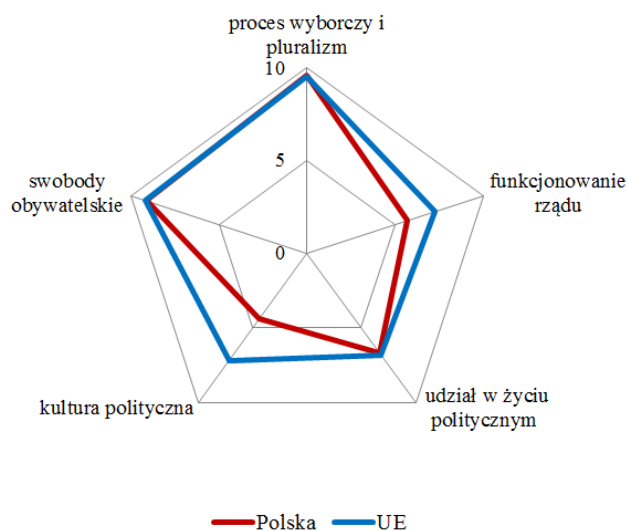 proces wyborczy i
pluralizm
10
5
0
funkcjonowanie
rządu
udział w życiu
politycznym
kultura polityczna
swobody
obywatelskie
Polska
UE